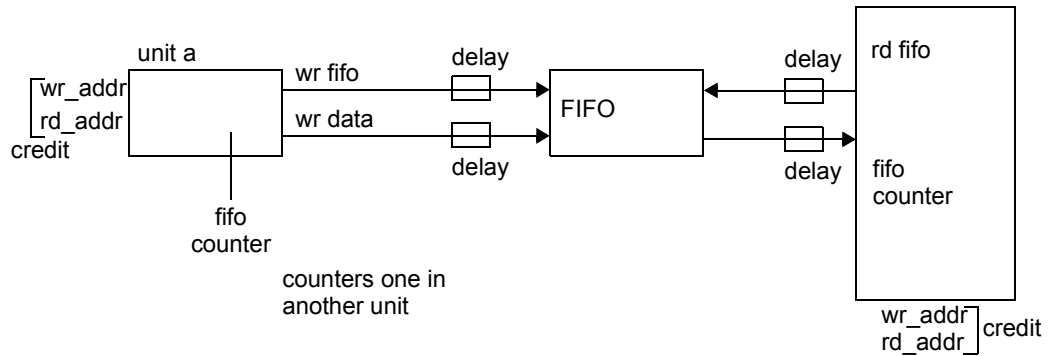 unit a
wr_addr
rd_addr
credit
wr fifo
wr data
fifo
counter
delay
delay
FIFO
delay
delay
rd fifo
fifo
counter
counters one in
another unit
wr_addr
rd_addr
credit